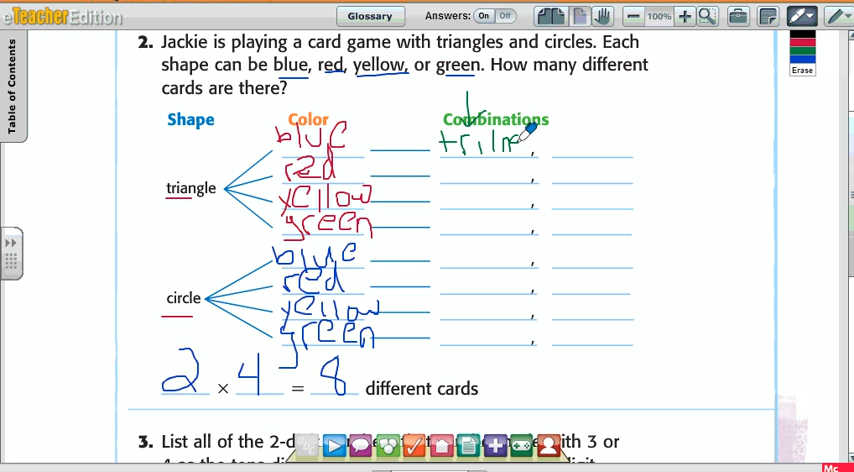 eTeacherEdition
Glossary Answers: On Off 100%
Table of Contents
Erase
2. Jackie is playing a card game with triangles and circles. Each
shape can be blue, red, yellow, or green. How many different
cards are there?
Shape Color Combinations
blue
red
triangle
yellow
green
blue
red
circle
yellow
green
2 × 4 = 8 different cards
3. List all of the 2-d ith 3 or
Mc